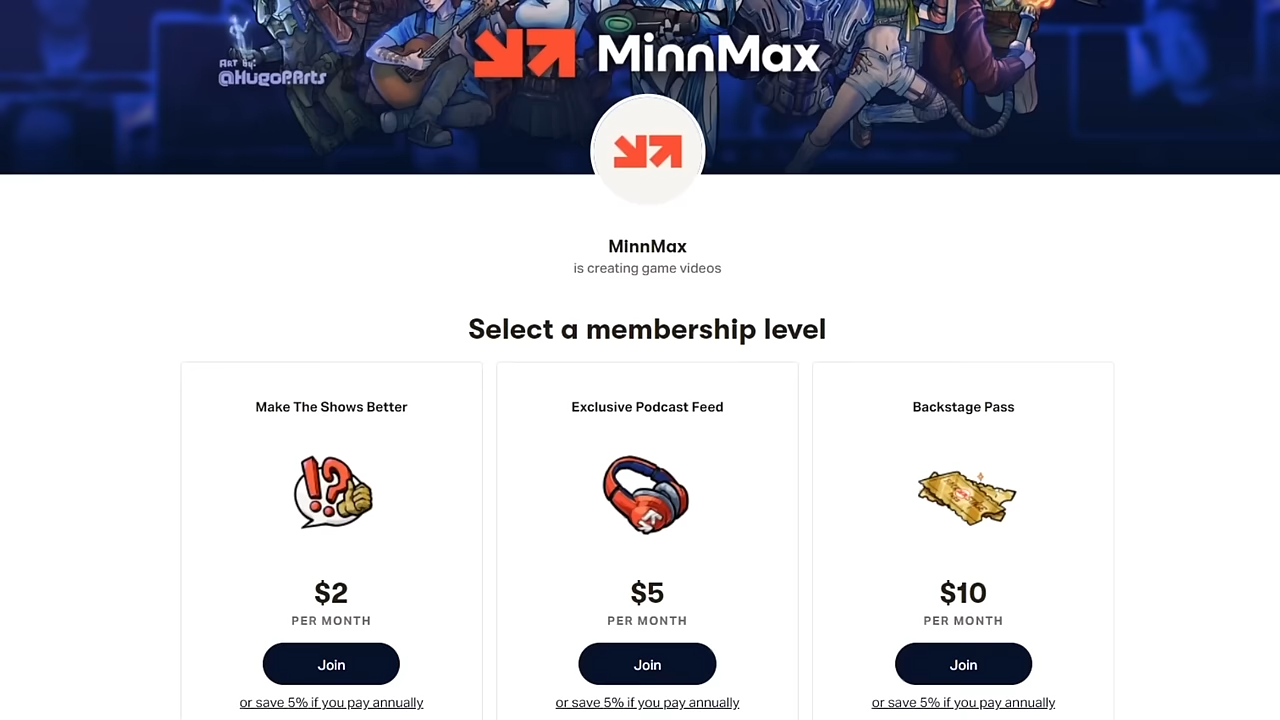 MinnMax
ART BY:
@HUGOPARTS
MinnMax
is creating game videos
Select a membership level
Make The Shows Better
Exclusive Podcast Feed
Backstage Pass
!?
$2
$5
$10
PER MONTH
PER MONTH
PER MONTH
Join
Join
Join
or save 5% if you pay annually
or save 5% if you pay annually
or save 5% if you pay annually